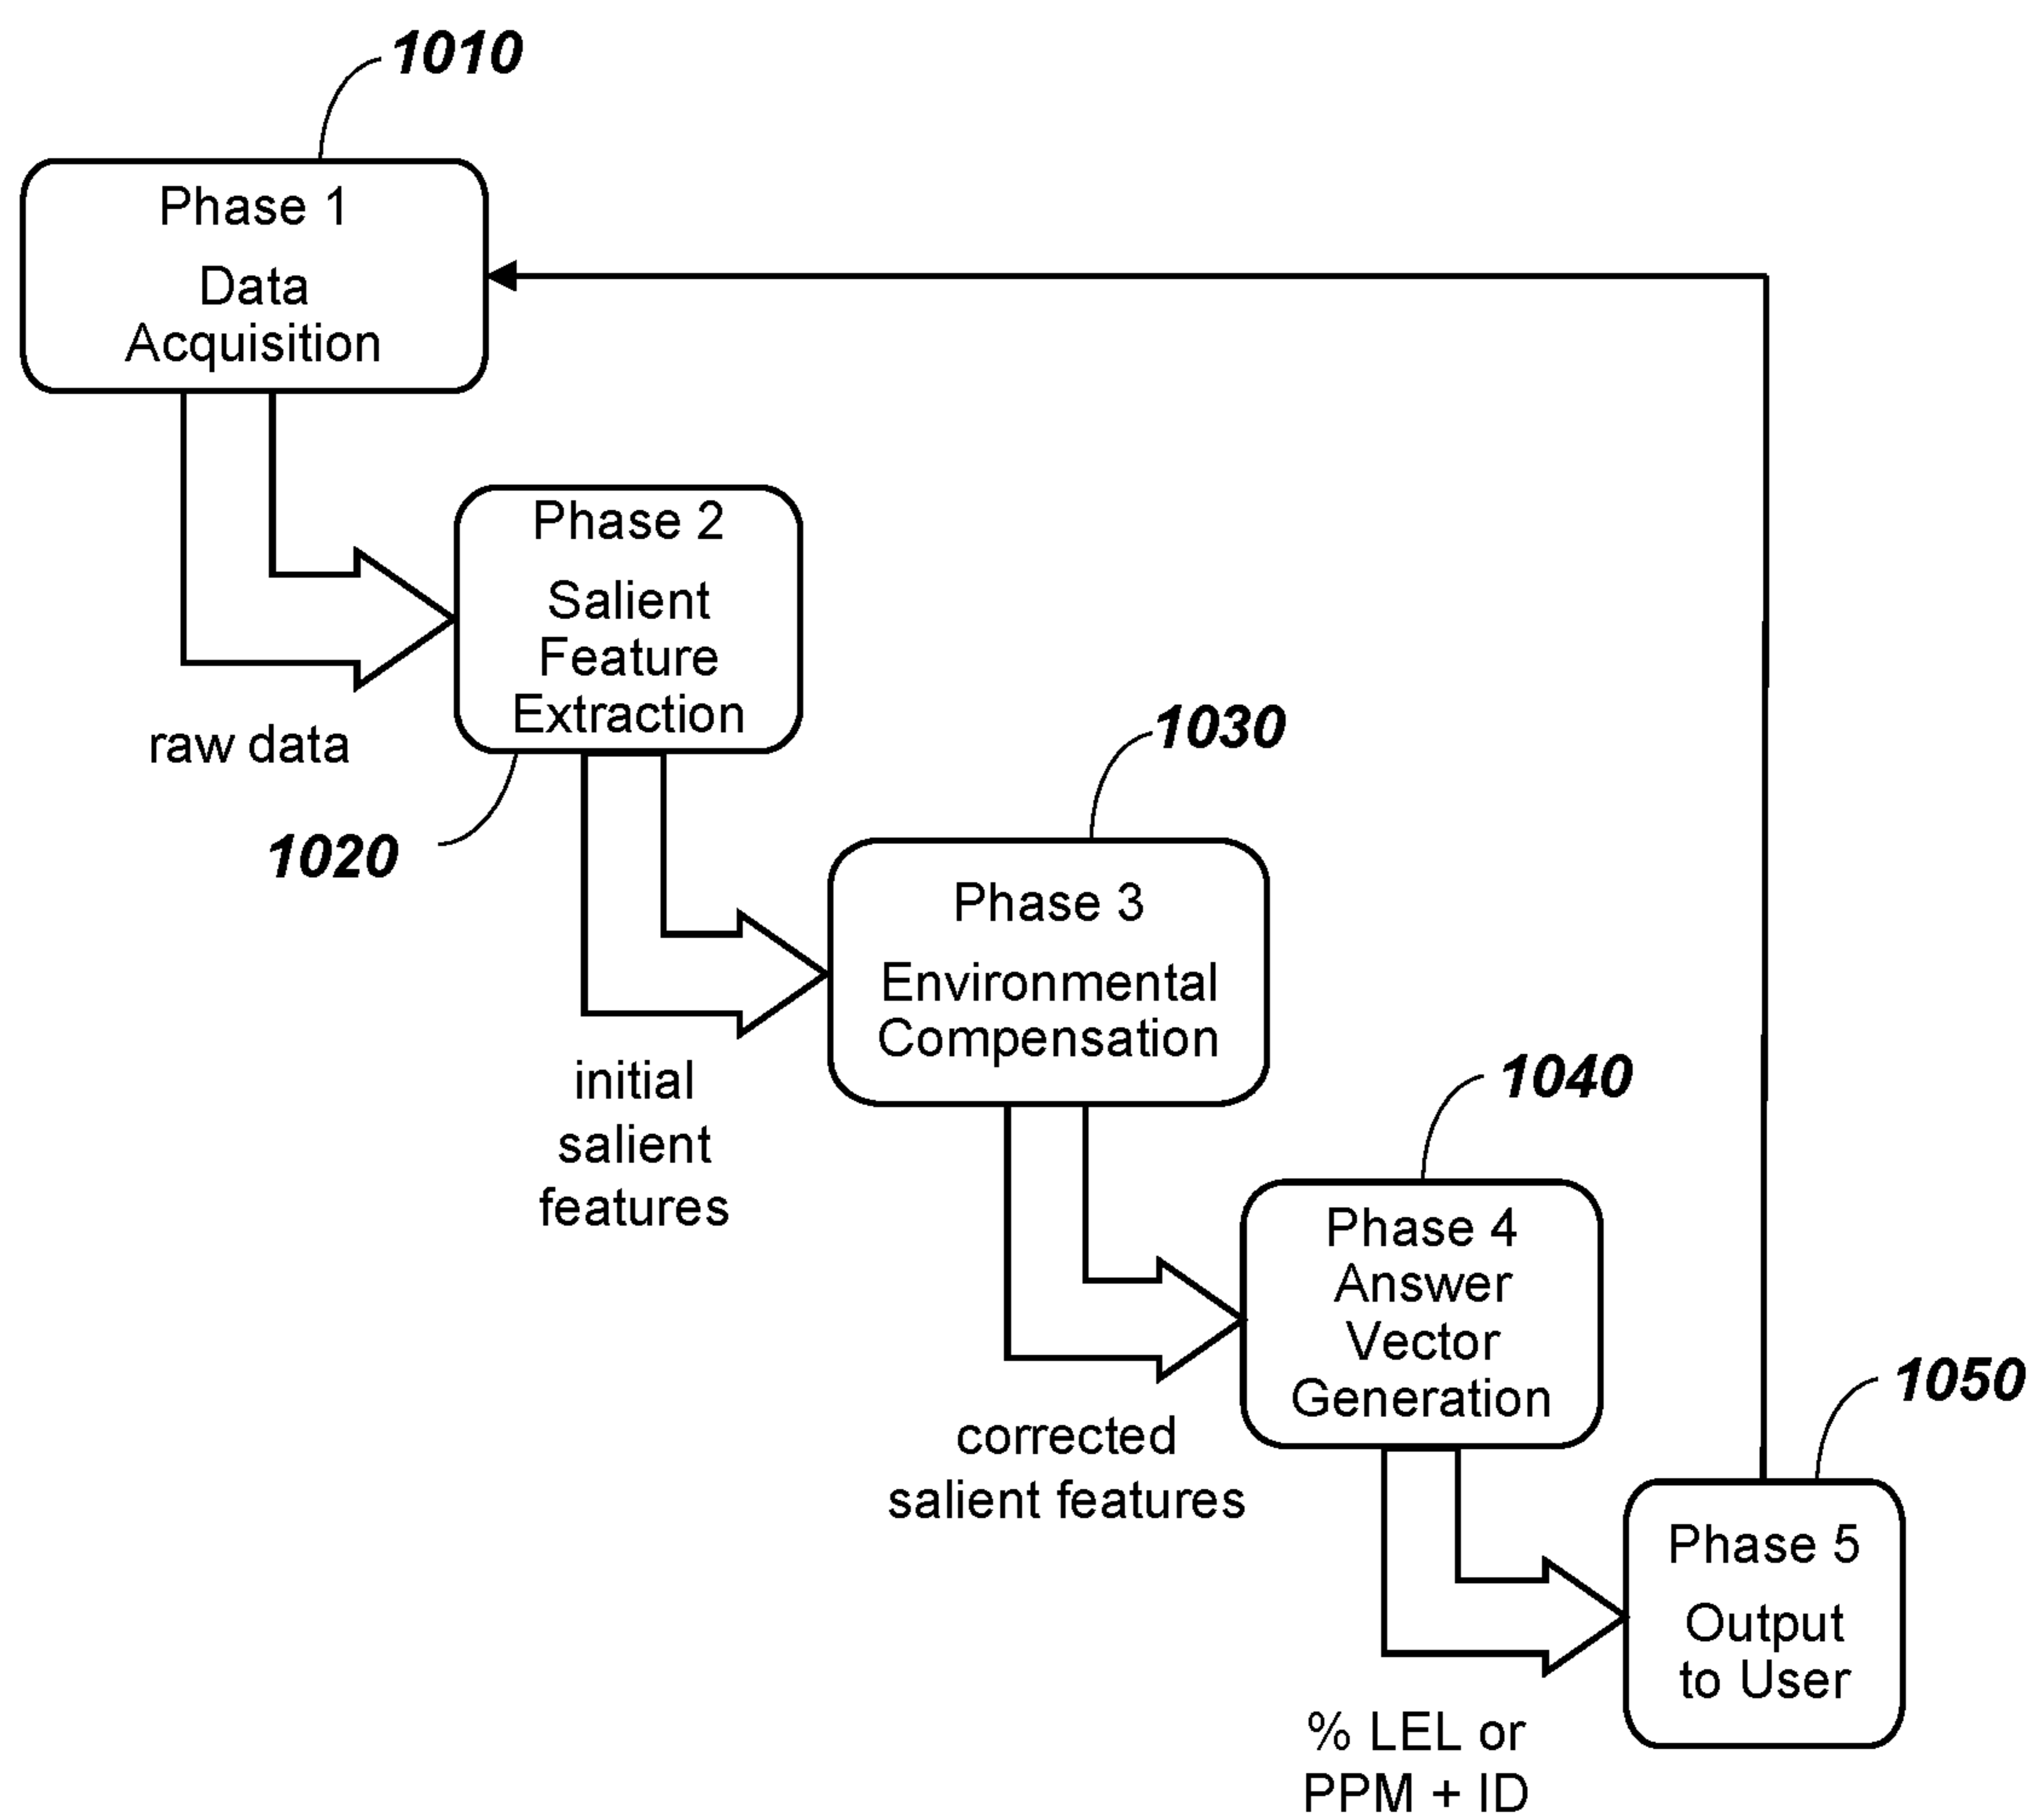 1010
Phase 1
Data
Acquisition
raw data
Phase 2
Salient
Feature
Extraction
1020
initial
salient
features
1030
Phase 3
Environmental
Compensation
corrected
salient features
1040
Phase 4
Answer
Vector
Generation
% LEL or
PPM + ID
1050
Phase 5
Output
to User